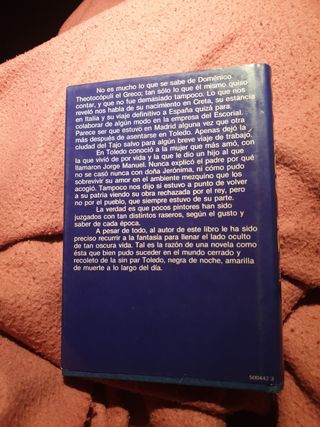 No es mucho lo que se sabe de Doménico
Theotocópuli el Greco; tan sólo lo que él mismo quiso
contar, y que no fue demasiado tampoco. Lo que nos
reveló nos habla de su nacimiento en Creta, su estancia
en Italia y su viaje definitivo a España quizá para
colaborar de algún modo en la empresa del Escorial.
Parece ser que estuvo en Madrid alguna vez y que otra
más después de asentarse en Toledo. Apenas dejó la
ciudad del Tajo salvo para algún breve viaje de trabajo.
En Toledo conoció a la mujer que más amó, con
la que vivió de por vida y la que le dio un hijo al que
llamaron Jorge Manuel. Nunca explicó el padre por qué
no se casó nunca con doña Jerónima, ni cómo pudo
sobrevivir su amor en el ambiente mezquino que los
acogió. Tampoco nos dijo si estuvo a punto de volver
a su patria viendo su obra rechazada por el rey, pero
no por el pueblo, que siempre estuvo de su parte.
La verdad es que pocos pintores han sido
juzgados con tan distintos raseros, según el gusto y
saber de cada época.
A pesar de todo, al autor de este libro le ha sido
preciso recurrir a la fantasía para llenar el lado oculto
de tan oscura vida. Tal es la razón de una novela como
ésta que bien pudo suceder en el mundo cerrado y
recoleto de la sin par Toledo, negra de noche, amarilla
de muerte a lo largo del día.
500442 3